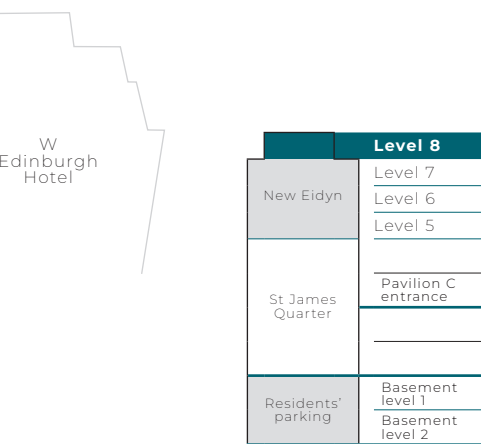 W
Edinburgh
Hotel
Level 8
New Eidyn
Level 7
Level 6
Level 5
St James
Quarter
Pavilion C
entrance
Residents’
parking
Basement
level 1
Basement
level 2